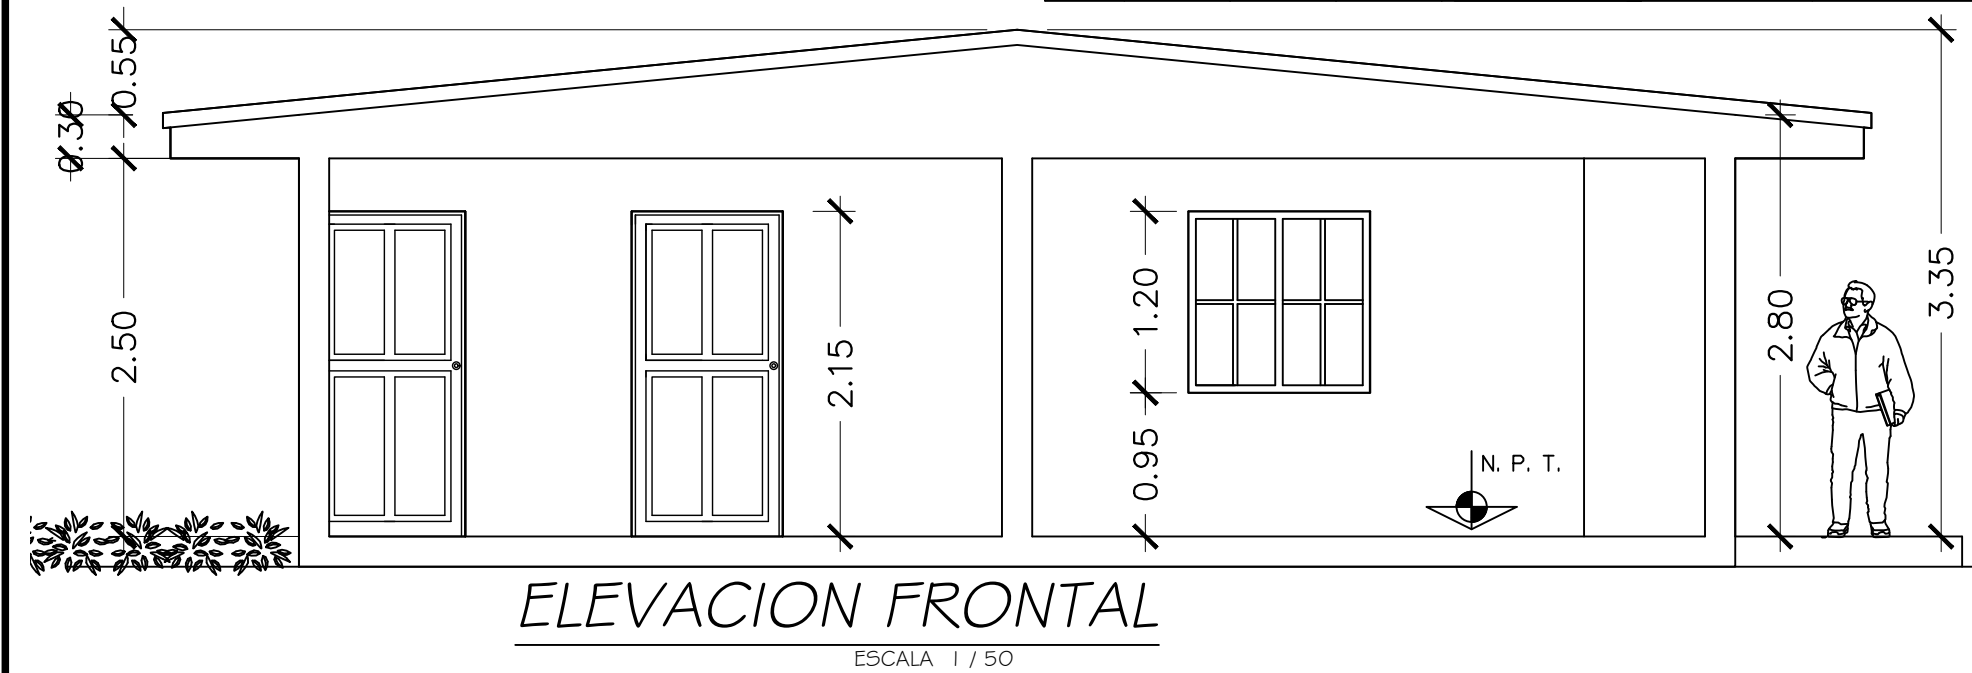 0.55
0.30
2.50
2.15
1.20
0.95
N. P. T.
2.80
3.35
ELEVACION FRONTAL
ESCALA 1 / 50